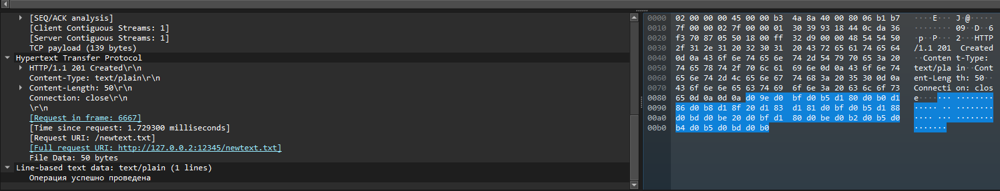 [SEQ/ACK analysis]
[Client Contiguous Streams: 1]
[Server Contiguous Streams: 1]
TCP payload (139 bytes)
Hypertext Transfer Protocol
HTTP/1.1 201 Created\r\n
Content-Type: text/plain\r\n
Content-Length: 50\r\n
Connection: close\r\n
\r\n
[Request in frame: 6667]
[Time since request: 1.729300 milliseconds]
[Request URI: /newtext.txt]
[Full request URI: http://127.0.0.2:12345/newtext.txt]
File Data: 50 bytes
Line-based text data: text/plain (1 lines)
Операция успешно проведена
0000 02 00 00 00 45 00 00 b3 4a 8a 40 00 80 06 b1 b7 ····E··· J·@·····
0010 7f 00 00 02 7f 00 00 01 30 39 93 18 44 0c da 36 ········ 09··D··6
0020 f3 70 87 05 50 18 00 ff 32 d9 00 00 48 54 54 50 ·p··P··· 2···HTTP
0030 2f 31 2e 31 20 32 30 31 20 43 72 65 61 74 65 64 /1.1 201 Created
0040 0d 0a 43 6f 6e 74 65 6e 74 2d 54 79 70 65 3a 20 ··Conten t-Type:
0050 74 65 78 74 2f 70 6c 61 69 6e 0d 0a 43 6f 6e 74 text/pla in··Cont
0060 65 6e 74 2d 4c 65 6e 67 74 68 3a 20 35 30 0d 0a ent-Leng th: 50··
0070 43 6f 6e 6e 65 63 74 69 6f 6e 3a 20 63 6c 6f 73 Connecti on: clos
0080 65 0d 0a 0d 0a d0 9e d0 bf d0 b5 d1 80 d0 b0 d1 e······· ········
0090 86 d0 b8 d1 8f 20 d1 83 d1 81 d0 bf d0 b5 d1 88 ····· ·· ········
00a0 d0 bd d0 be 20 d0 bf d1 80 d0 be d0 b2 d0 b5 d0 ···· ··· ········
00b0 b4 d0 b5 d0 bd d0 b0 ·······